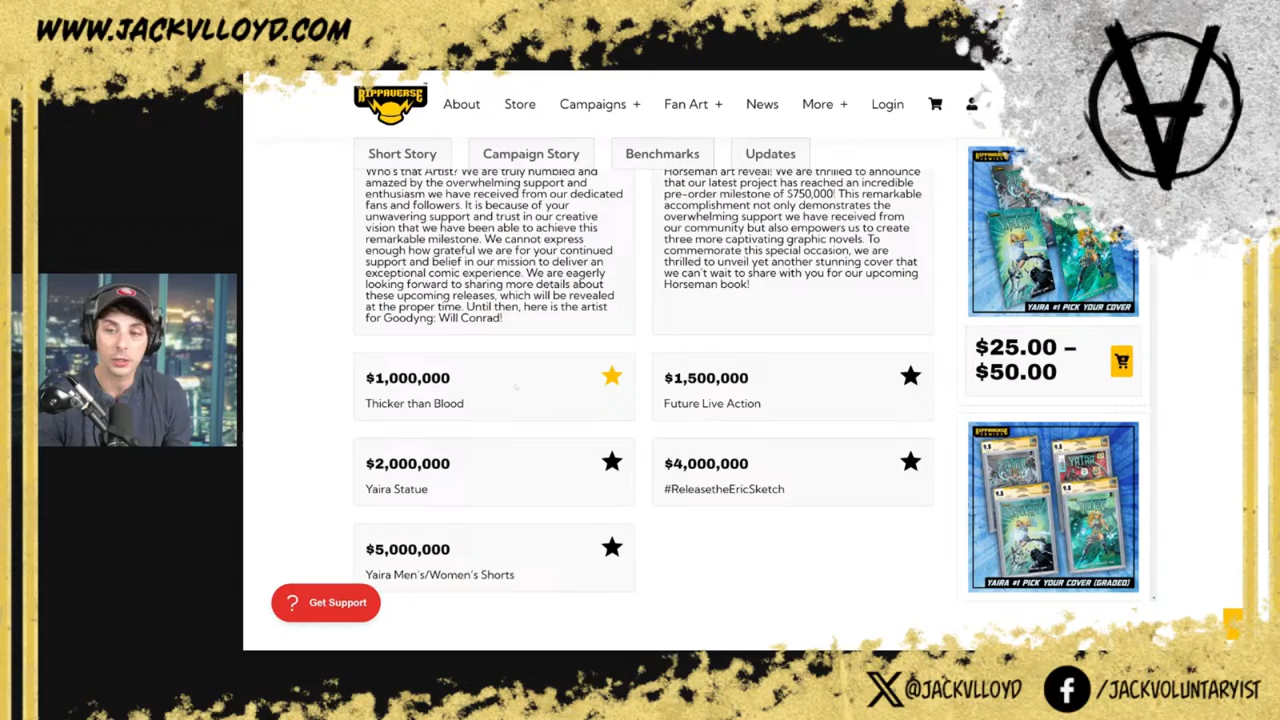 WWW.JACKVLLOYD.COM
RIPPAVERSE
About
Store
Campaigns +
Fan Art +
News
More +
Login
Short Story
Campaign Story
Benchmarks
Updates
Who's that Artist? We are truly humbled and
amazed by the overwhelming support and
enthusiasm we have received from our dedicated
fans and followers. It is because of your
unwavering support and trust in our creative
vision that we have been able to achieve this
remarkable milestone. We cannot express
enough how grateful we are for your continued
support and belief in our mission to deliver an
exceptional comic experience. We are eagerly
looking forward to sharing more details about
these upcoming releases, which will be revealed
at the proper time. Until then, here is the artist
for Goodyng: Will Conrad!
Horseman art reveal! We are thrilled to announce
that our latest project has reached an incredible
pre-order milestone of $750,000! This remarkable
accomplishment not only demonstrates the
overwhelming support we have received from
our community but also empowers us to create
three more captivating graphic novels. To
commemorate this special occasion, we are
thrilled to unveil yet another stunning cover that
we can't wait to share with you for our upcoming
Horseman book!
$1,000,000
Thicker than Blood
$1,500,000
Future Live Action
$2,000,000
Yaira Statue
$4,000,000
#ReleasetheEricSketch
$5,000,000
Yaira Men's/Women's Shorts
? Get Support
RIPPAVERSE
YAIRA #1 PICK YOUR COVER
$25.00 –
$50.00
RIPPAVERSE
9.8
9.8
9.8
9.8
YAIRA
YAIRA #1 PICK YOUR COVER (GRADED)
X @JACKVLLOYD
f /JACKVOLUNTARYIST